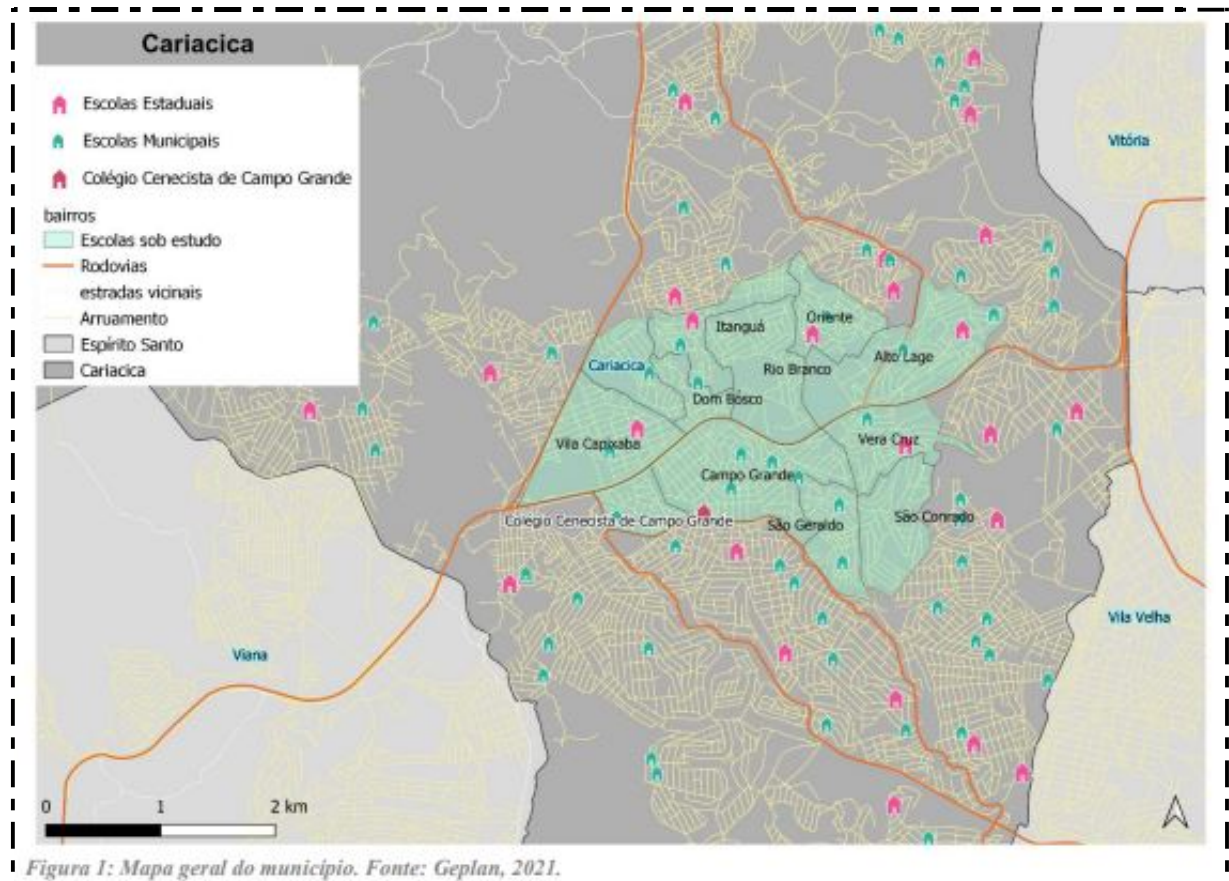 Cariacica
Escolas Estaduais
Escolas Municipais
Colégio Cenecista de Campo Grande
bairros
Escolas sob estudo
Rodovias
estradas vicinais
Arruamento
Espírito Santo
Cariacica
Vitória
Itanguá
Oriente
Cariacica
Rio Branco
Alto Lage
Dom Bosco
Vila Capixaba
Vera Cruz
Campo Grande
Colégio Cenecista de Campo Grande
São Geraldo
São Conrado
Vila Velha
Viana
0 1 2 km
Figura 1: Mapa geral do município. Fonte: Geplan, 2021.